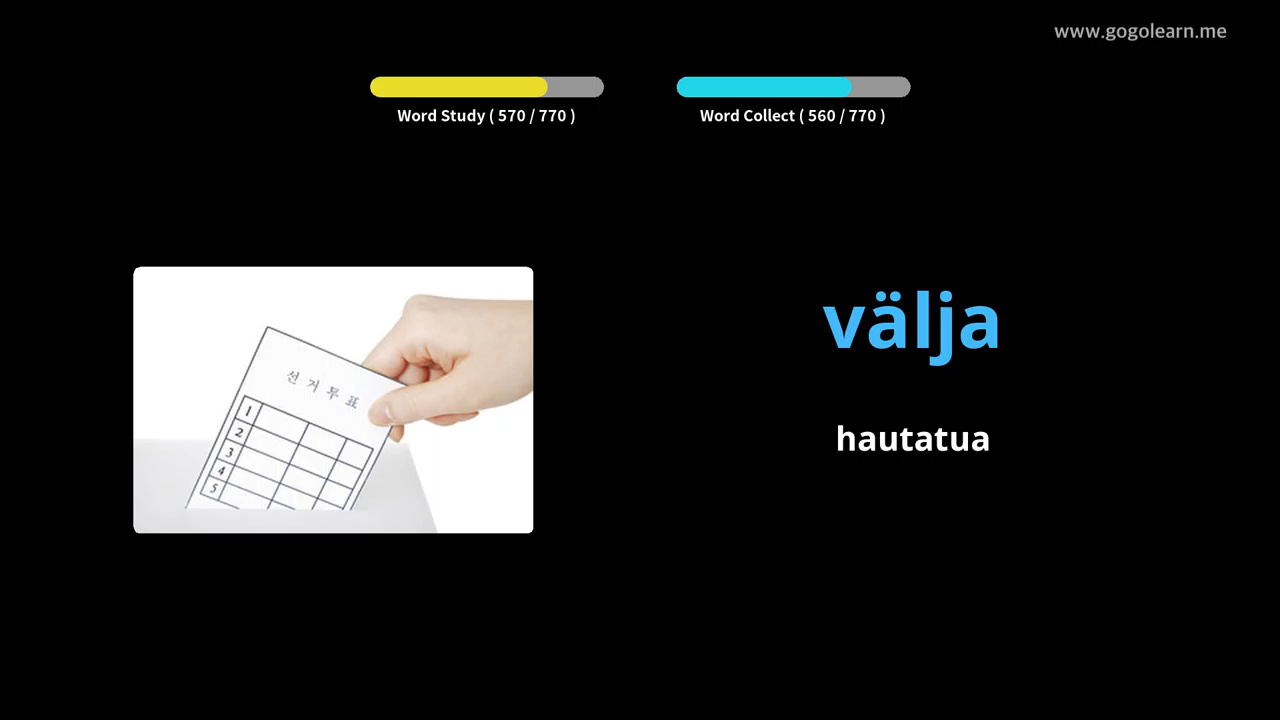 www.gogolearn.me
Word Study ( 570 / 770 )
Word Collect ( 560 / 770 )
선거투표
1
2
3
4
5
välja
hautatua